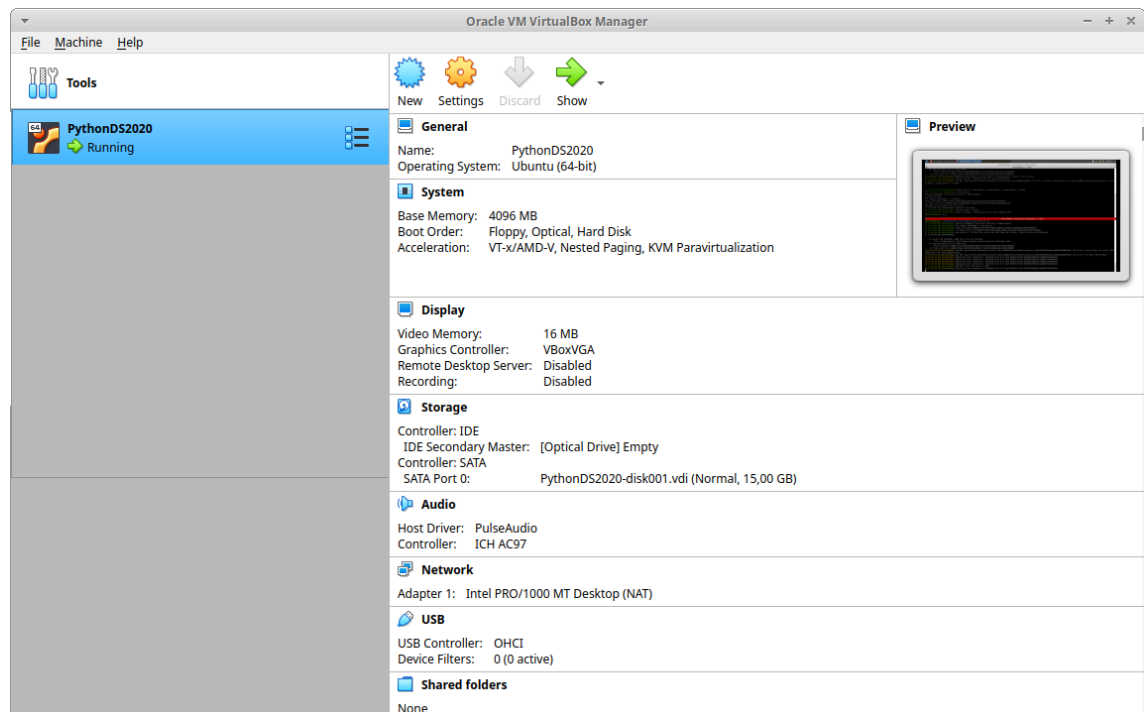 Oracle VM VirtualBox Manager
File Machine Help
Tools
New Settings Discard Show
64
PythonDS2020
Running
General
Name: PythonDS2020
Operating System: Ubuntu (64-bit)
Preview
System
Base Memory: 4096 MB
Boot Order: Floppy, Optical, Hard Disk
Acceleration: VT-x/AMD-V, Nested Paging, KVM Paravirtualization
Display
Video Memory: 16 MB
Graphics Controller: VBoxVGA
Remote Desktop Server: Disabled
Recording: Disabled
Storage
Controller: IDE
IDE Secondary Master: [Optical Drive] Empty
Controller: SATA
SATA Port 0: PythonDS2020-disk001.vdi (Normal, 15,00 GB)
Audio
Host Driver: PulseAudio
Controller: ICH AC97
Network
Adapter 1: Intel PRO/1000 MT Desktop (NAT)
USB
USB Controller: OHCI
Device Filters: 0 (0 active)
Shared folders
None